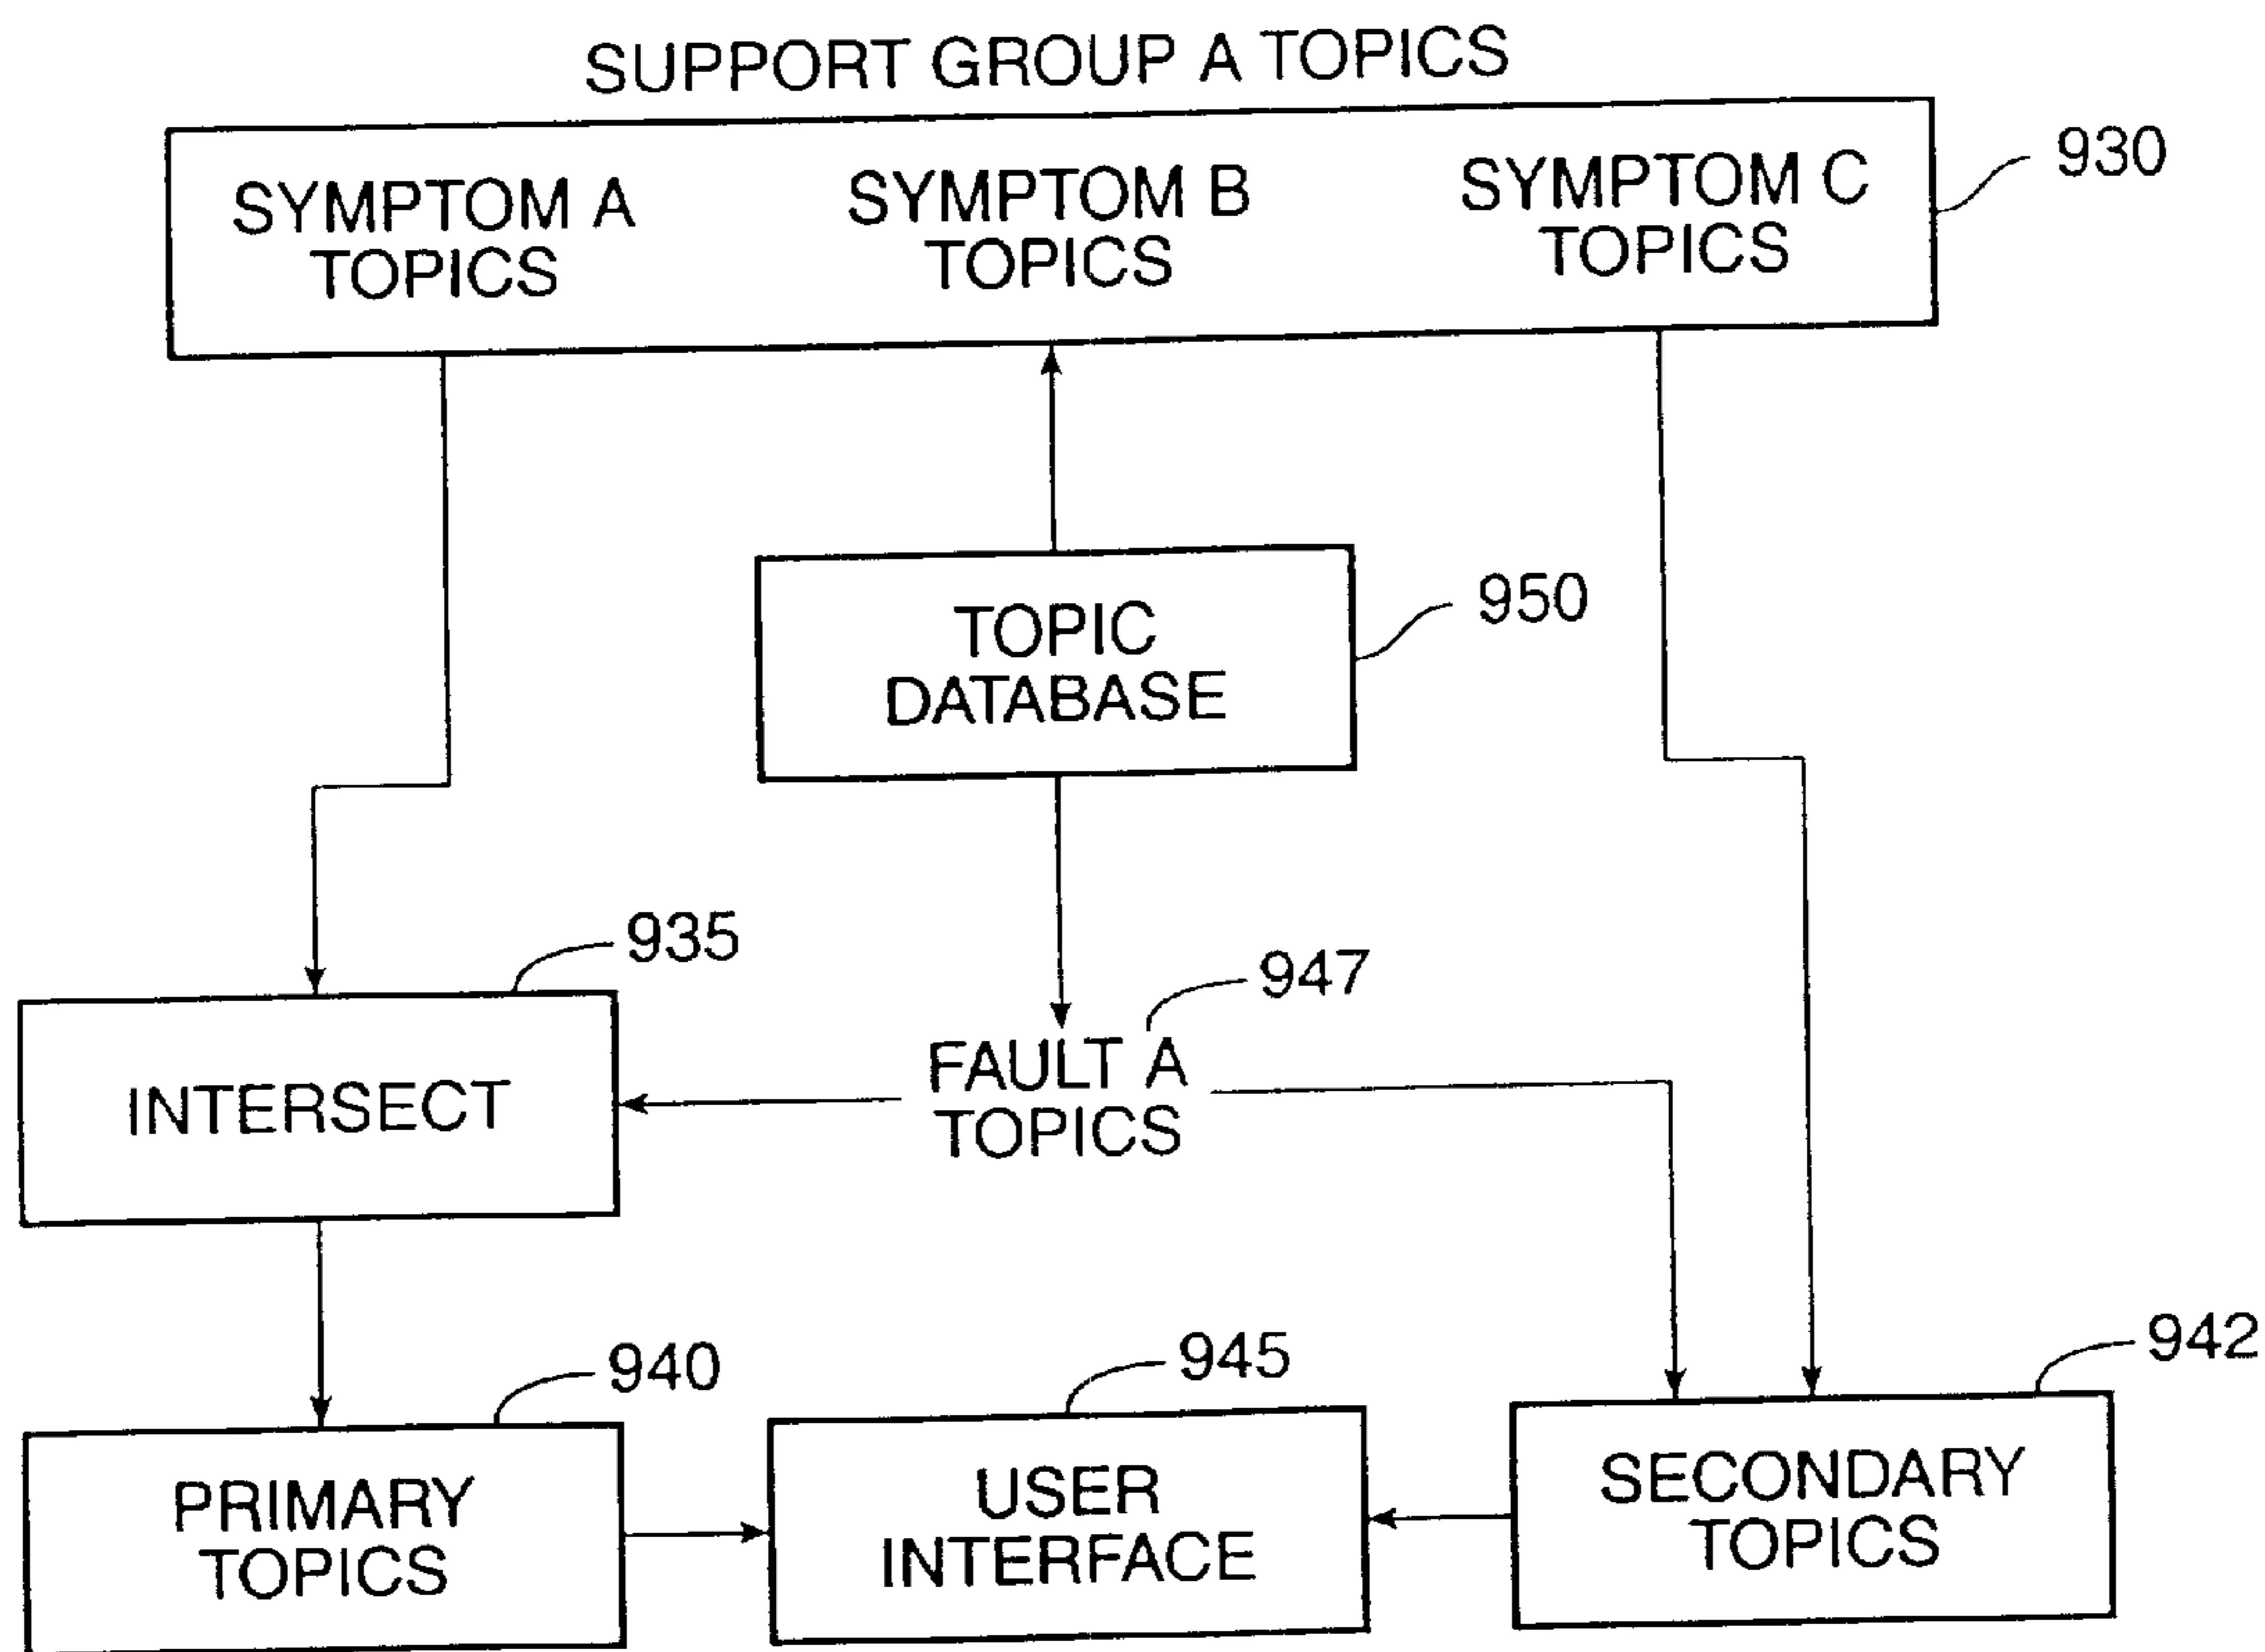 SUPPORT GROUP A TOPICS
SYMPTOM A
TOPICS
SYMPTOM B
TOPICS
SYMPTOM C
TOPICS
930
TOPIC
DATABASE
950
935
INTERSECT
947
FAULT A
TOPICS
940
PRIMARY
TOPICS
945
USER
INTERFACE
942
SECONDARY
TOPICS